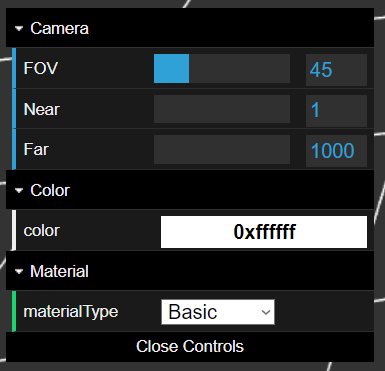 Camera
FOV 45
Near 1
Far 1000
Color
color 0xffffff
Material
materialType Basic
Close Controls